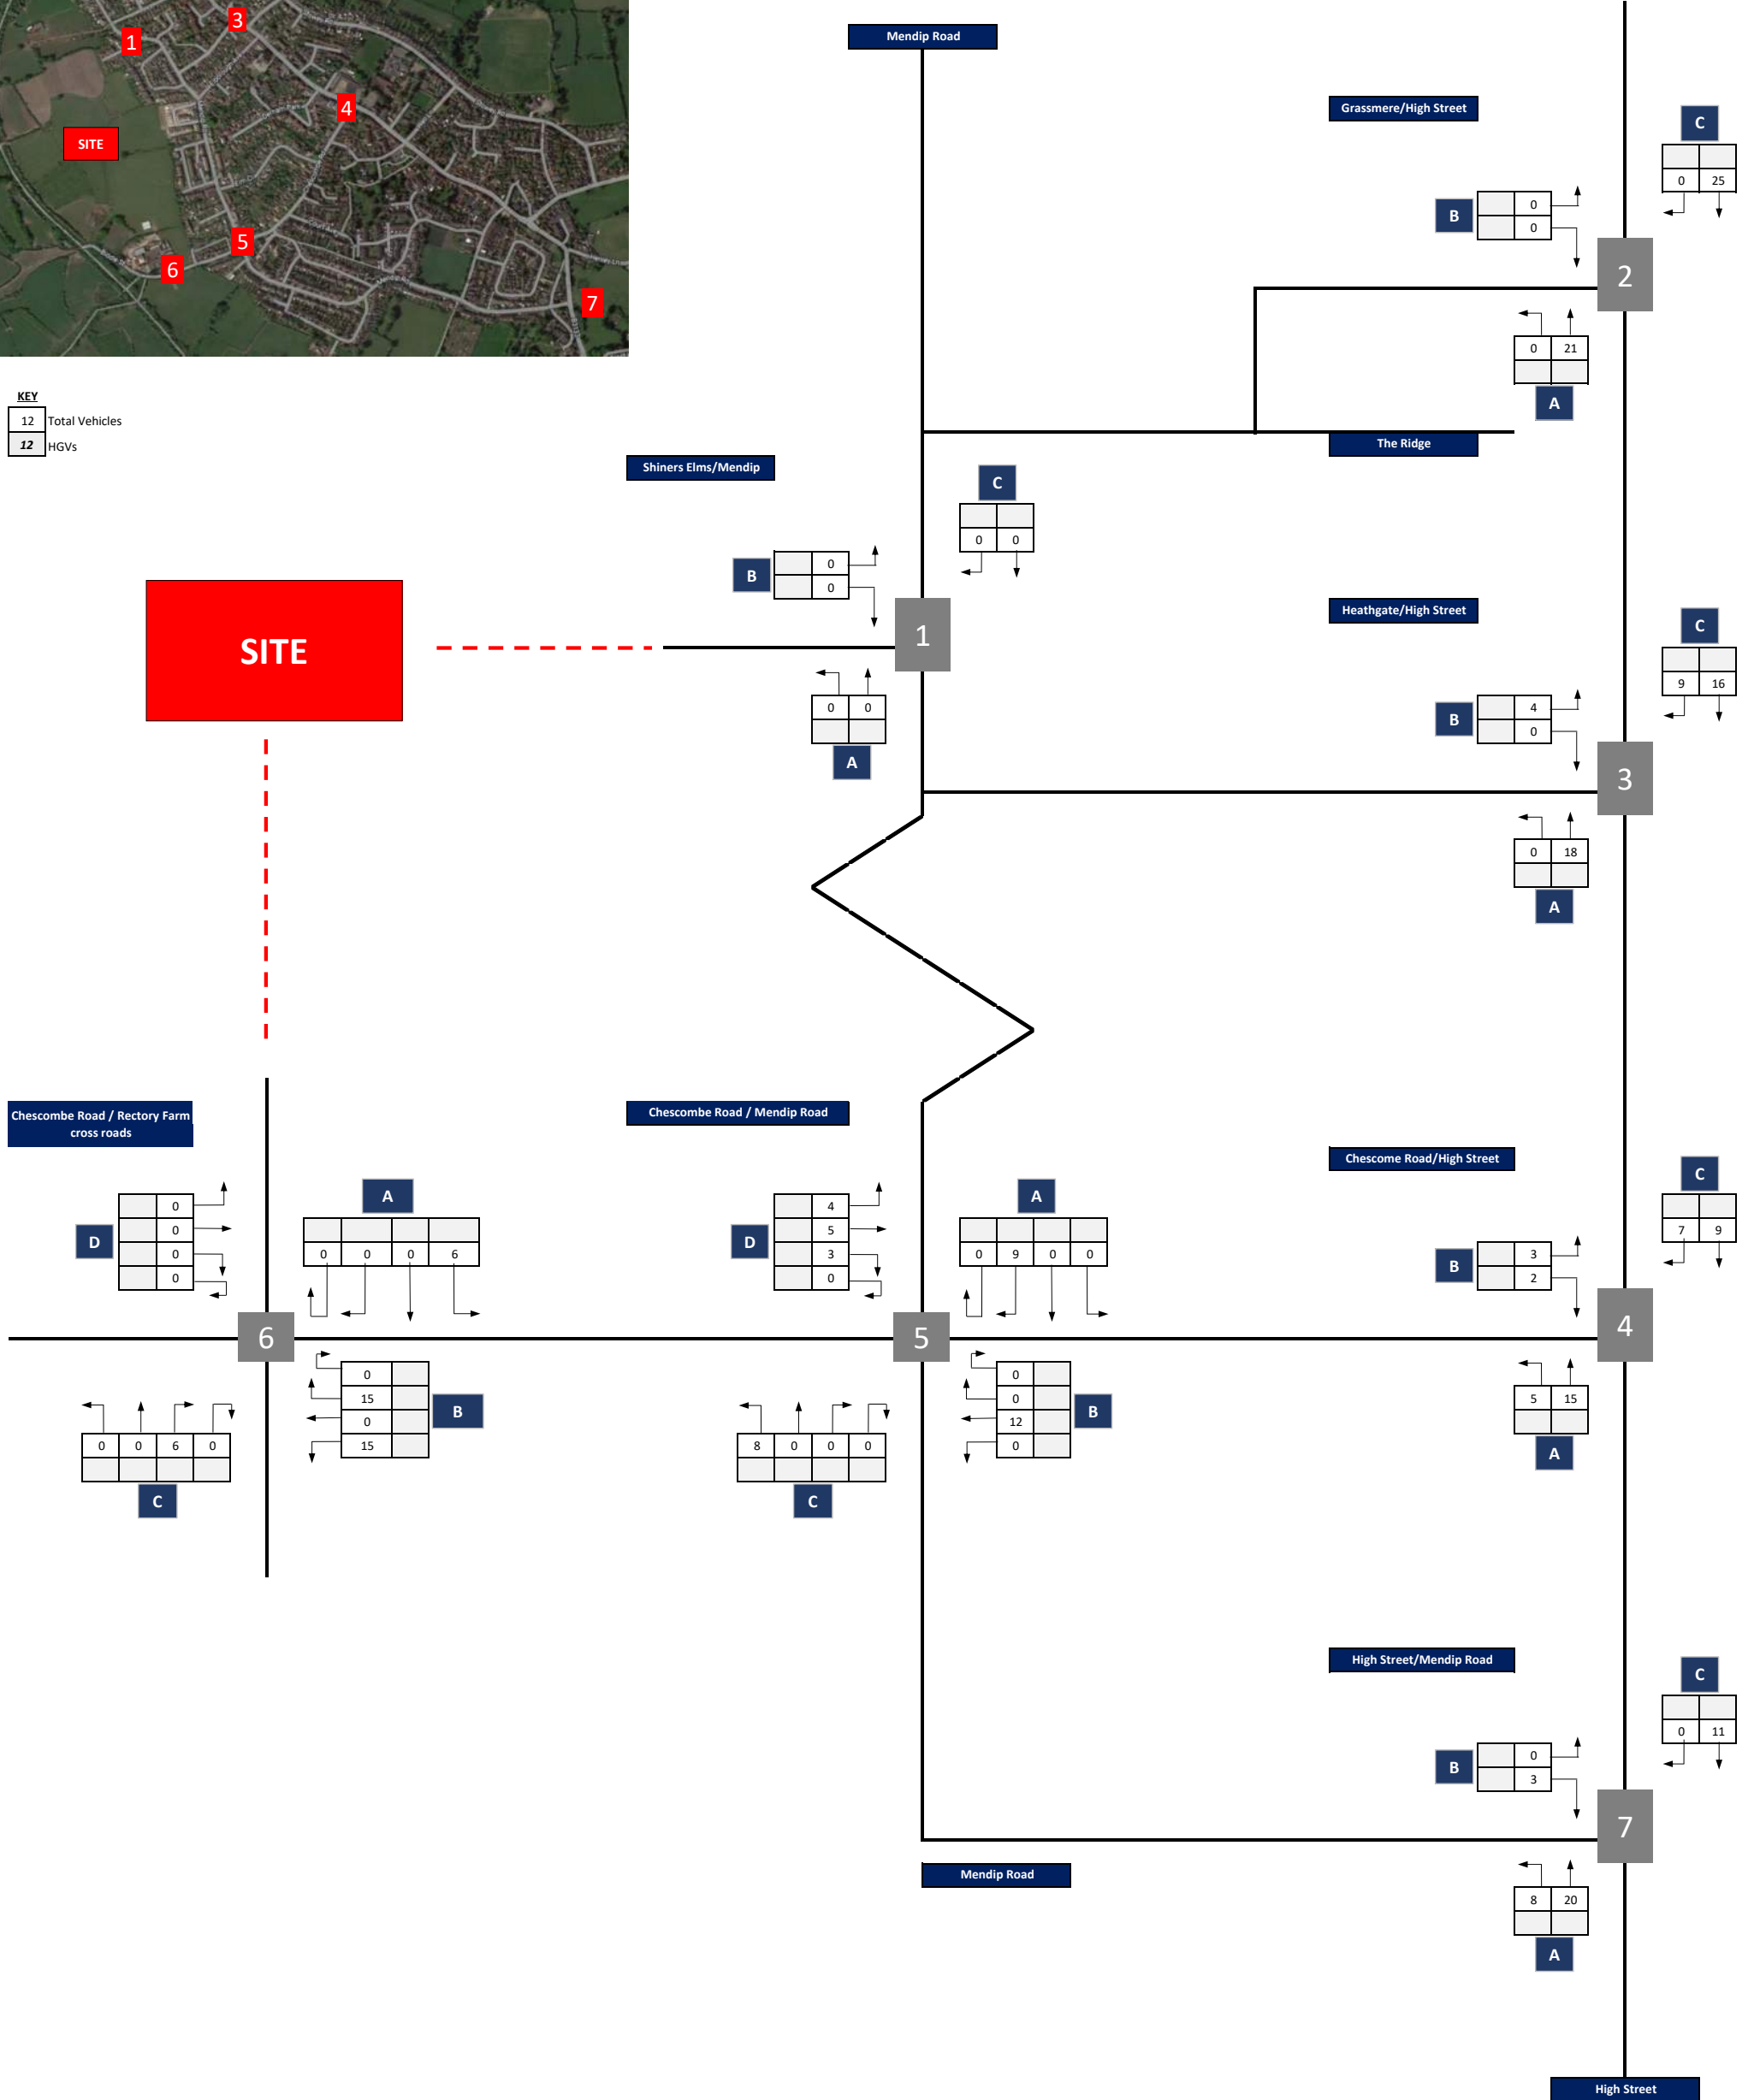 3
1
4
SITE
5
6
7
KEY
12 Total Vehicles
12 HGVs
Mendip Road
Grassmere/High Street
C
0 25
B
0
0
2
0 21
A
The Ridge
Shiners Elms/Mendip
C
0 0
B
0
0
1
0 0
A
SITE
Heathgate/High Street
C
9 16
B
4
0
3
0 18
A
Chescombe Road / Rectory Farm
cross roads
D
0
0
0
0
A
0 0 0 6
6
0
15
0
15
B
0 0 6 0
C
Chescombe Road / Mendip Road
D
4
5
3
0
A
0 9 0 0
5
0
0
12
0
B
8 0 0 0
C
Chescome Road/High Street
C
7 9
B
3
2
4
5 15
A
High Street/Mendip Road
C
0 11
B
0
3
7
Mendip Road
8 20
A
High Street